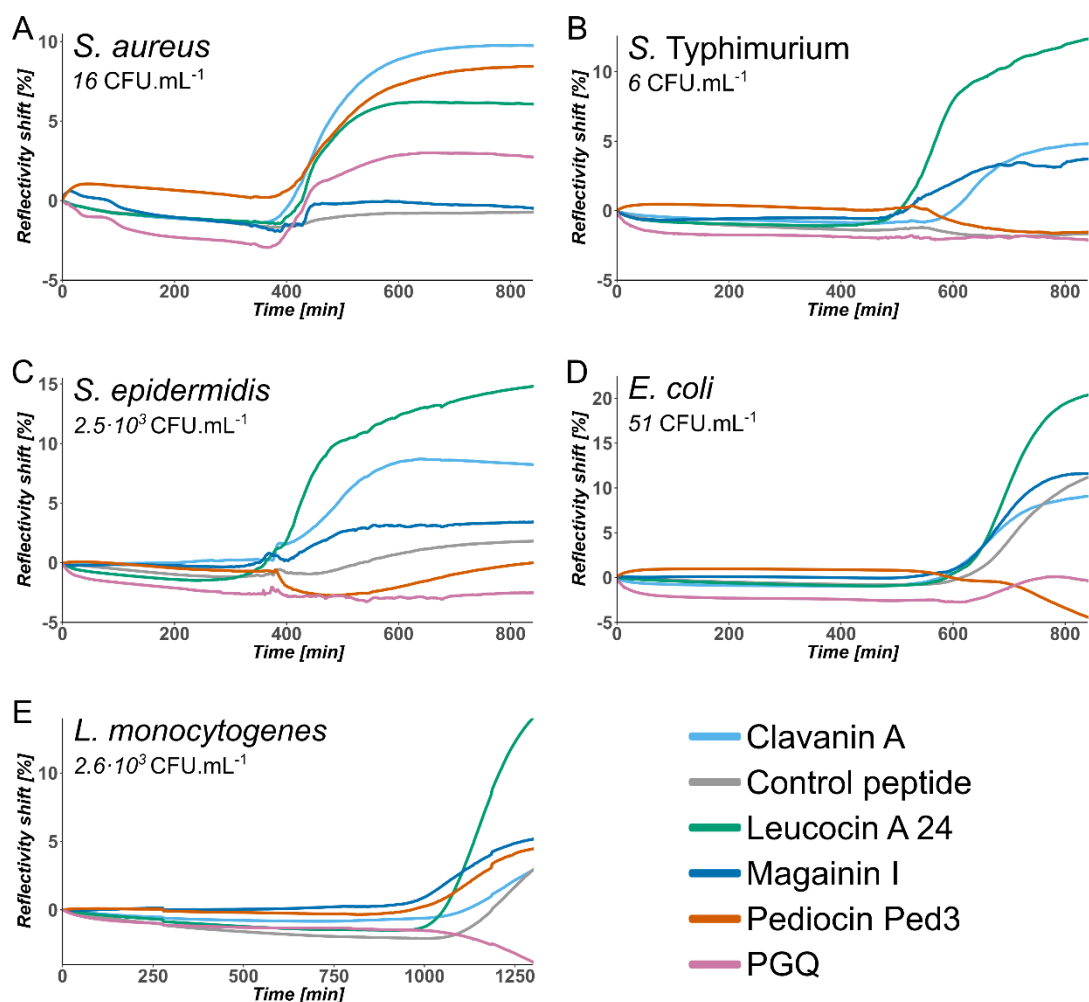 A
S. aureus
16 CFU.mL⁻¹
Reflectivity shift [%]
10
5
0
-5
0 200 400 600 800
Time [min]
B
S. Typhimurium
6 CFU.mL⁻¹
Reflectivity shift [%]
10
5
0
-5
0 200 400 600 800
Time [min]
C
S. epidermidis
2.5·10³ CFU.mL⁻¹
Reflectivity shift [%]
15
10
5
0
-5
0 200 400 600 800
Time [min]
D
E. coli
51 CFU.mL⁻¹
Reflectivity shift [%]
20
15
10
5
0
-5
0 200 400 600 800
Time [min]
E
L. monocytogenes
2.6·10³ CFU.mL⁻¹
Reflectivity shift [%]
10
5
0
0 250 500 750 1000 1250
Time [min]
Clavanin A
Control peptide
Leucocin A 24
Magainin I
Pediocin Ped3
PGQ